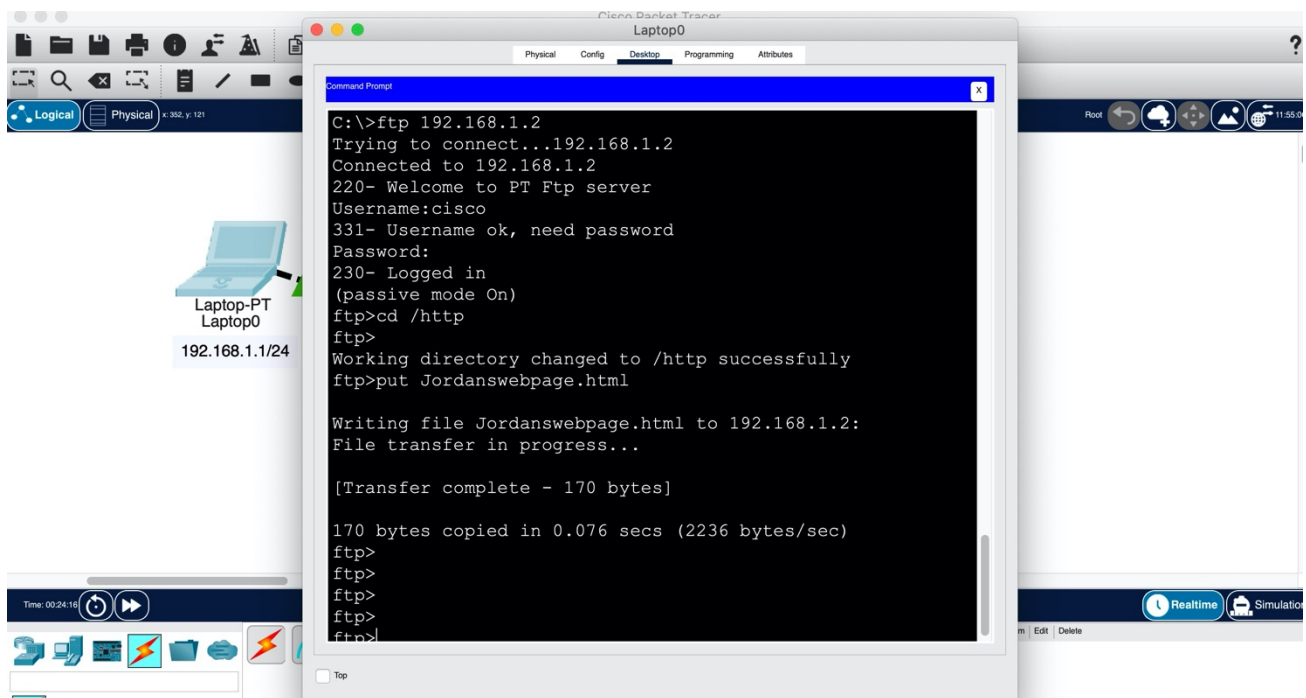 Cisco Packet Tracer
Laptop0
Physical Config Desktop Programming Attributes
Command Prompt
X
Logical
Physical
x: 352, y: 121
Root
11:55:0
?
C:\>ftp 192.168.1.2
Trying to connect...192.168.1.2
Connected to 192.168.1.2
220- Welcome to PT Ftp server
Username:cisco
331- Username ok, need password
Password:
230- Logged in
(passive mode On)
ftp>cd /http
ftp>
Working directory changed to /http successfully
ftp>put Jordanswebpage.html
Writing file Jordanswebpage.html to 192.168.1.2:
File transfer in progress...
[Transfer complete - 170 bytes]
170 bytes copied in 0.076 secs (2236 bytes/sec)
ftp>
ftp>
ftp>
ftp>
ftp>
Laptop-PT
Laptop0
192.168.1.1/24
Time: 00:24:16
Realtime
Simulation
m Edit Delete
Top